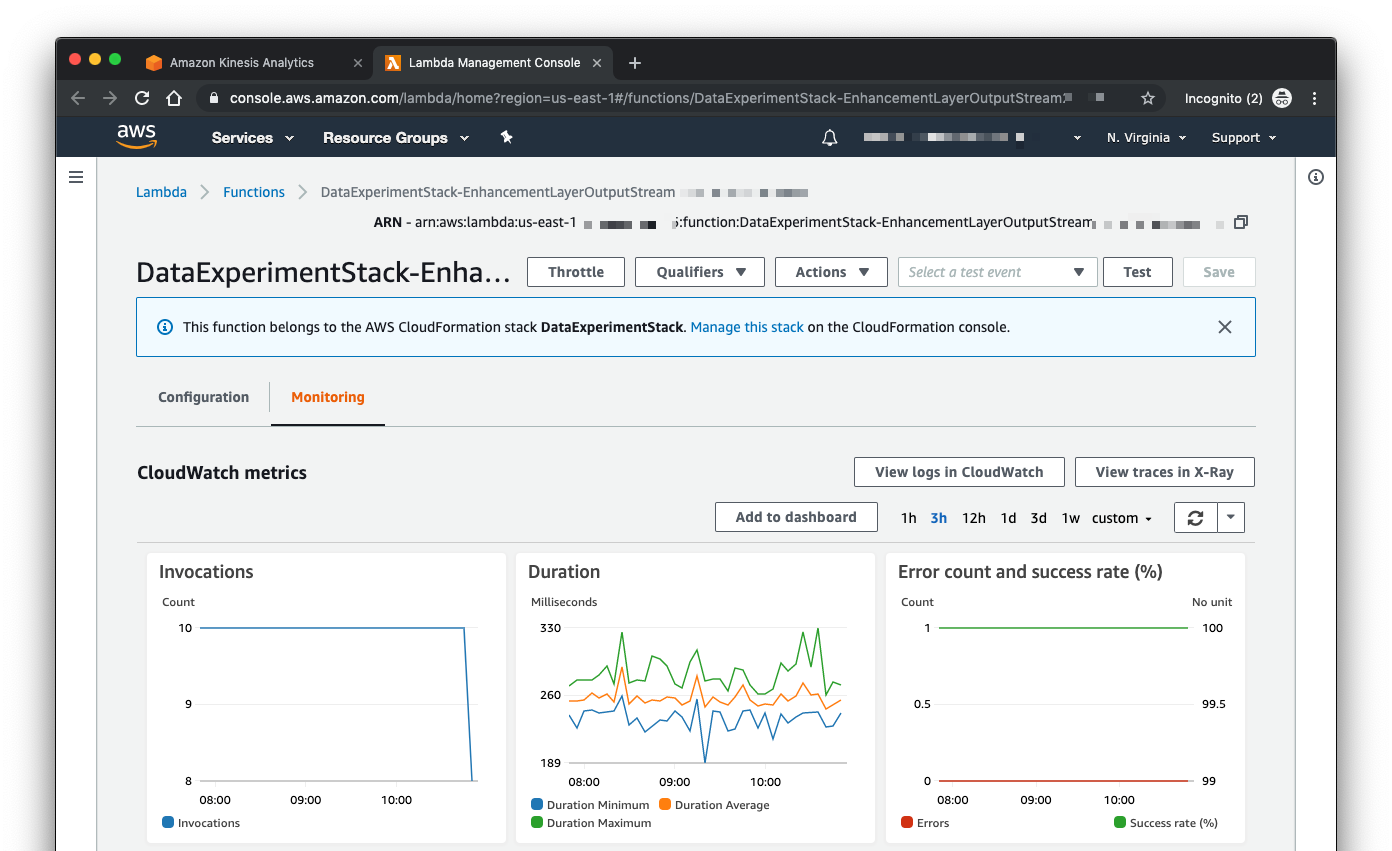 Amazon Kinesis Analytics
Lambda Management Console
console.aws.amazon.com/lambda/home?region=us-east-1#/functions/DataExperimentStack-EnhancementLayerOutputStream
Incognito (2)
aws
Services
Resource Groups
N. Virginia
Support
Lambda
Functions
DataExperimentStack-EnhancementLayerOutputStream
ARN - arn:aws:lambda:us-east-1
:function:DataExperimentStack-EnhancementLayerOutputStream
DataExperimentStack-Enha...
Throttle
Qualifiers
Actions
Select a test event
Test
Save
This function belongs to the AWS CloudFormation stack DataExperimentStack. Manage this stack on the CloudFormation console.
Configuration
Monitoring
CloudWatch metrics
View logs in CloudWatch
View traces in X-Ray
Add to dashboard
1h 3h 12h 1d 3d 1w custom
Invocations
Count
10
9
8
08:00 09:00 10:00
Invocations
Duration
Milliseconds
330
260
189
08:00 09:00 10:00
Duration Minimum Duration Average
Duration Maximum
Error count and success rate (%)
Count No unit
1 100
0.5 99.5
0 99
08:00 09:00 10:00
Errors Success rate (%)